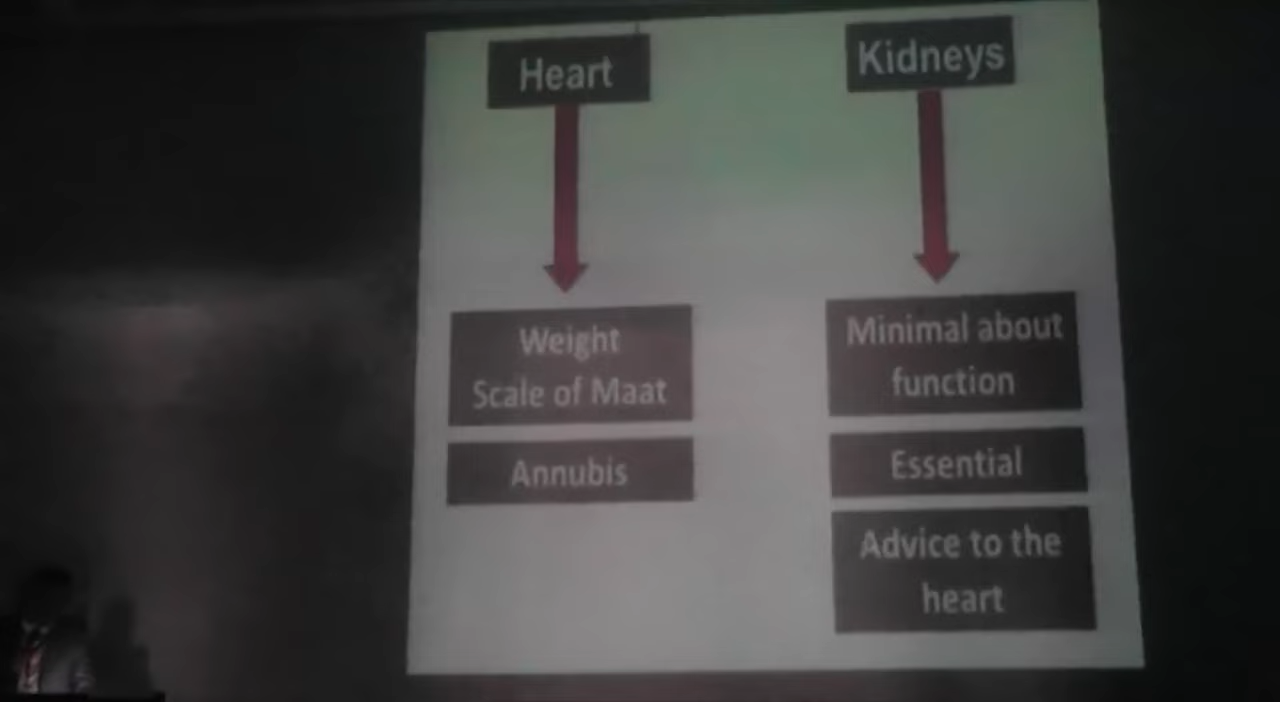 Heart
Weight
Scale of Maat
Annubis
Kidneys
Minimal about
function
Essential
Advice to the
heart